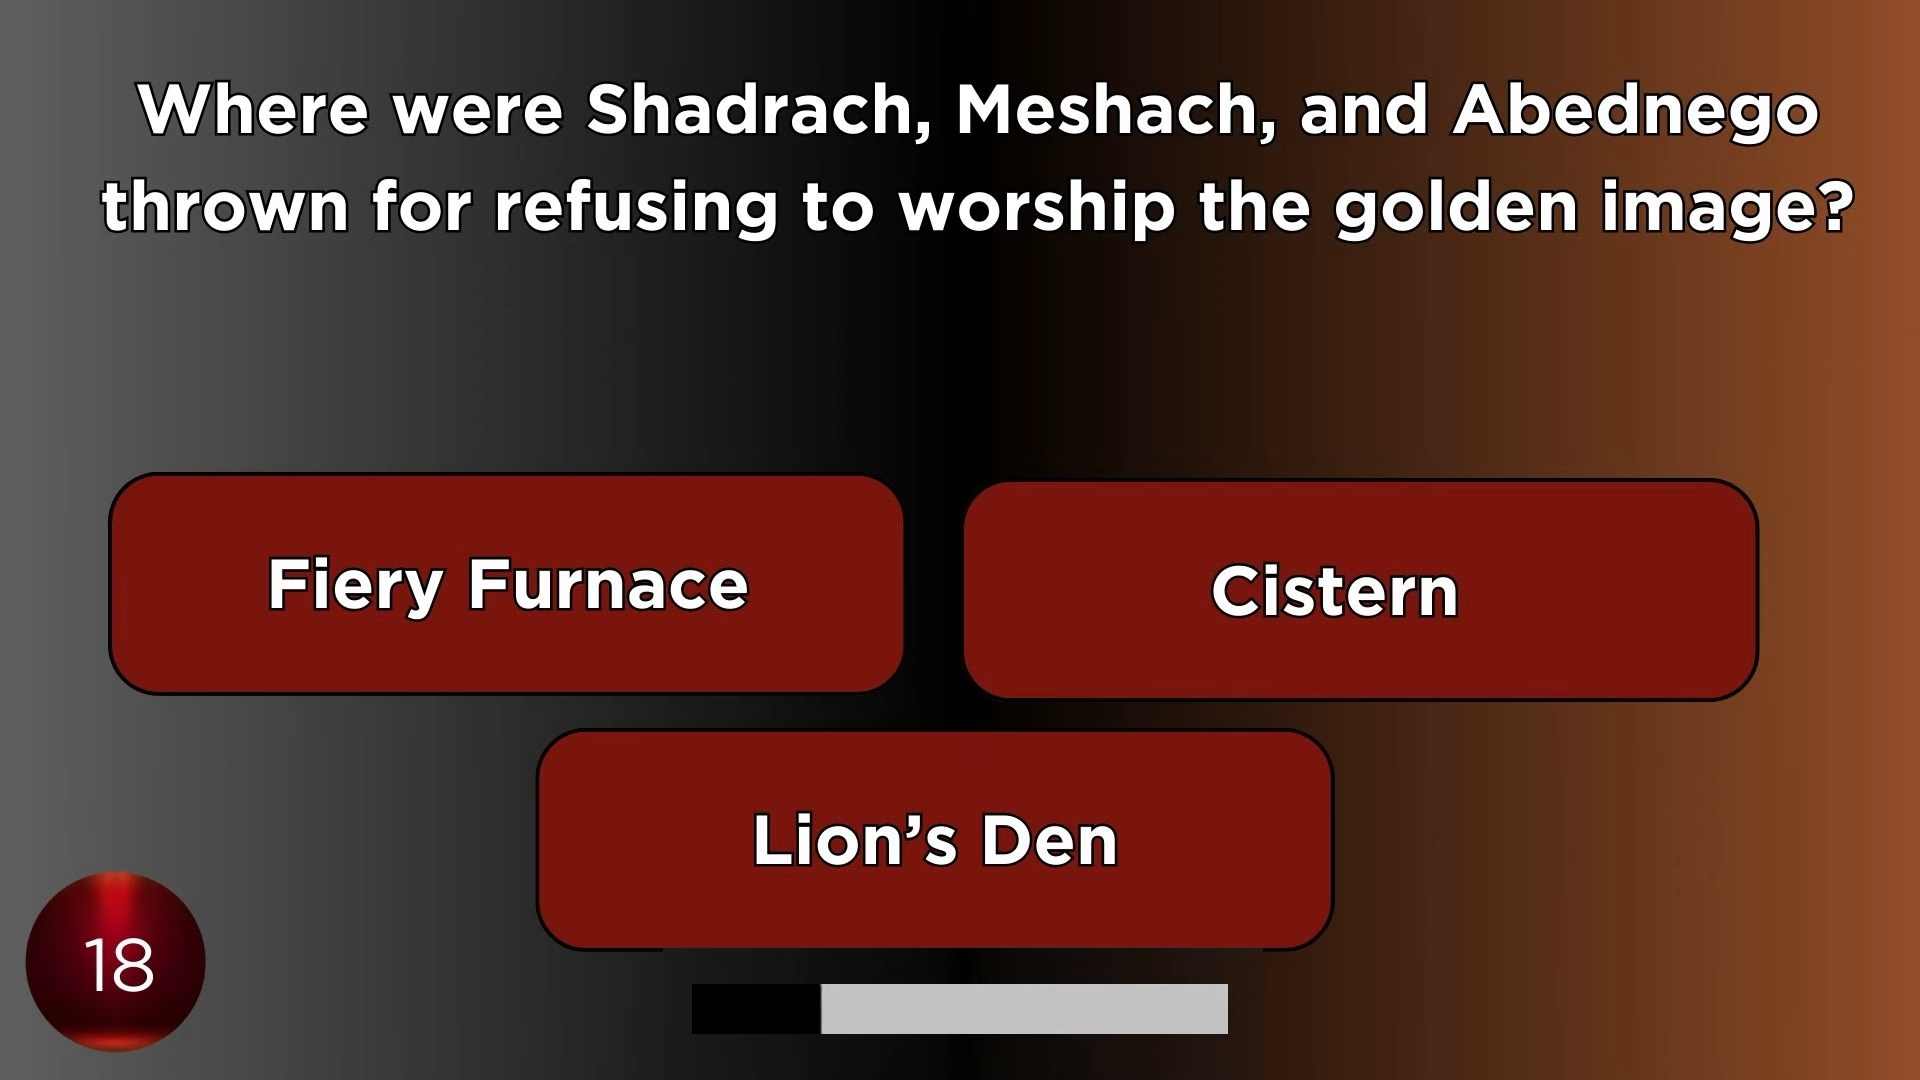 Where were Shadrach, Meshach, and Abednego
thrown for refusing to worship the golden image?
Fiery Furnace
Cistern
Lion’s Den
18